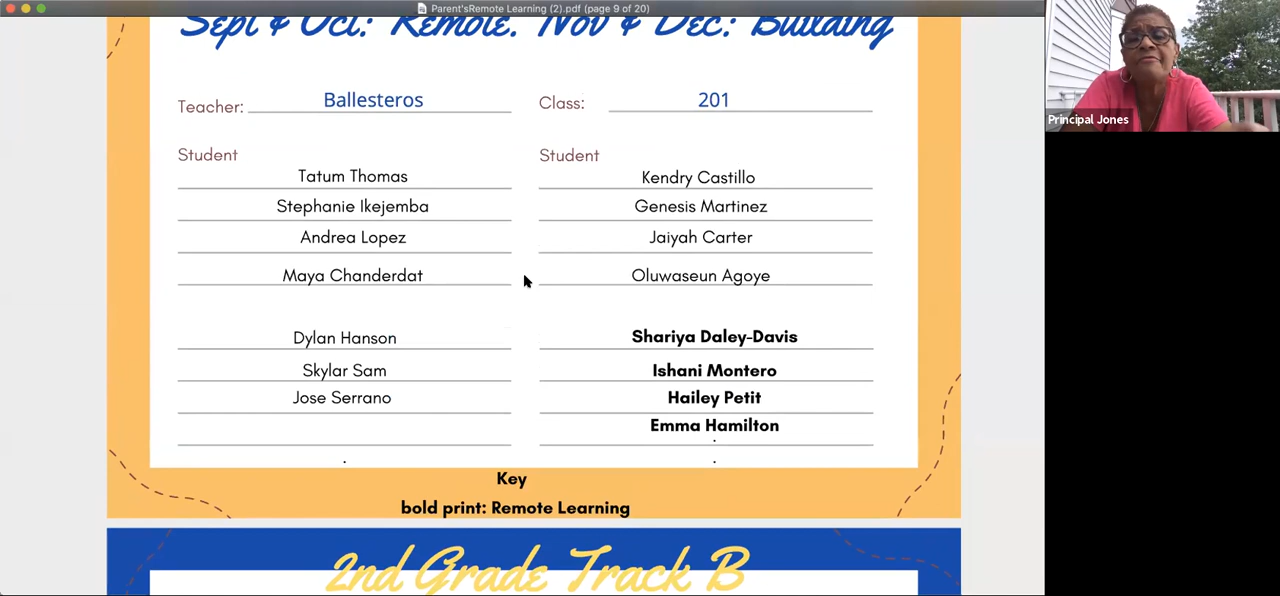 Parent'sRemote Learning (2).pdf (page 9 of 20)
Sept & Oct: Remote. Nov & Dec: Building
Teacher: Ballesteros Class: 201
Student Student
Tatum Thomas Kendry Castillo
Stephanie Ikejemba Genesis Martinez
Andrea Lopez Jaiyah Carter
Maya Chanderdat Oluwaseun Agoye
Dylan Hanson Shariya Daley-Davis
Skylar Sam Ishani Montero
Jose Serrano Hailey Petit
Emma Hamilton
Key
bold print: Remote Learning
2nd Grade Track B
Principal Jones